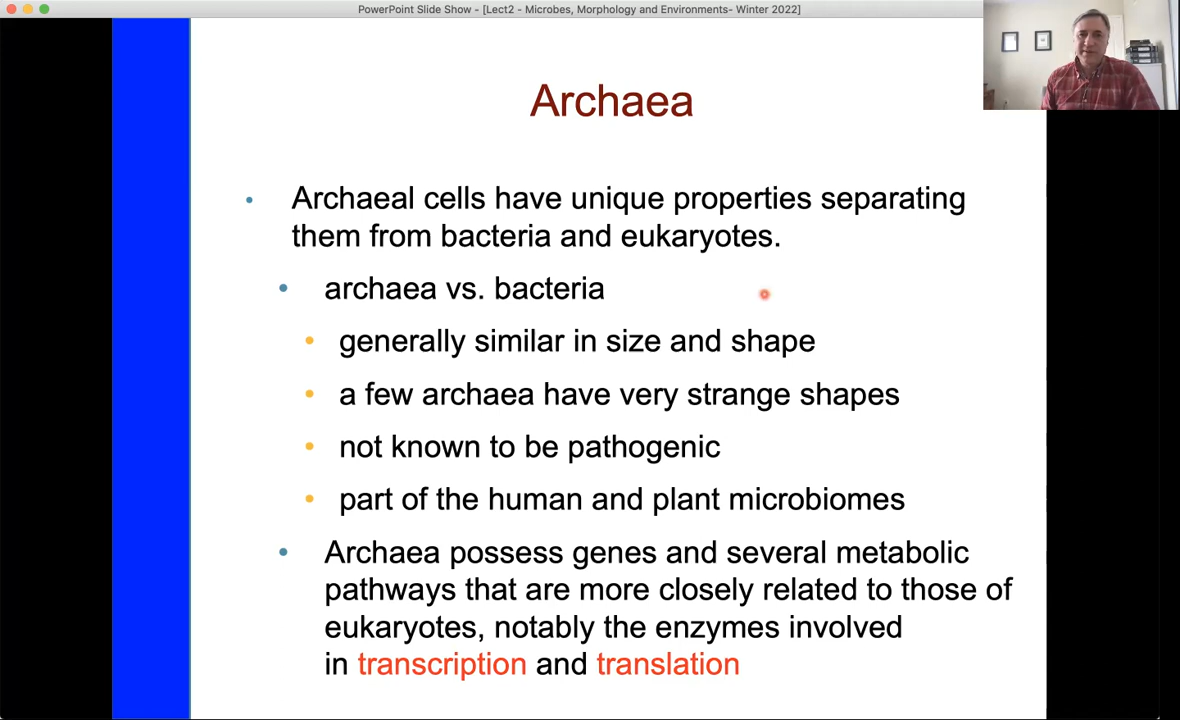 PowerPoint Slide Show - [Lect2 - Microbes, Morphology and Environments- Winter 2022]
Archaea
• Archaeal cells have unique properties separating
them from bacteria and eukaryotes.
• archaea vs. bacteria
• generally similar in size and shape
• a few archaea have very strange shapes
• not known to be pathogenic
• part of the human and plant microbiomes
• Archaea possess genes and several metabolic
pathways that are more closely related to those of
eukaryotes, notably the enzymes involved
in transcription and translation